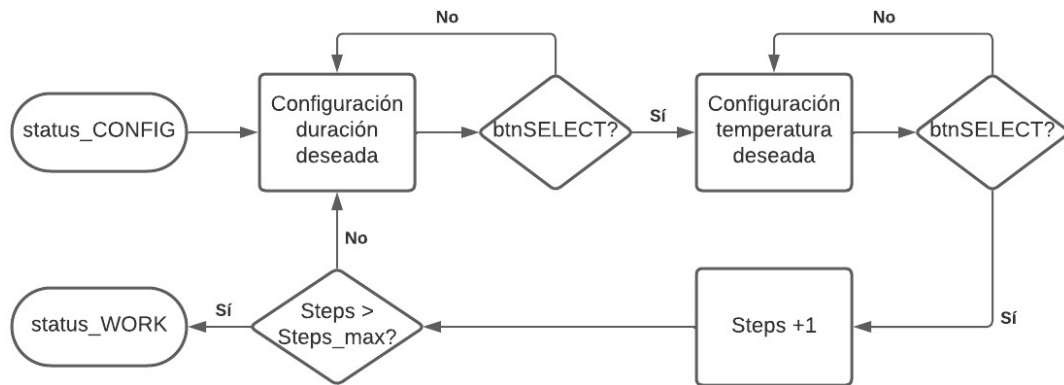 No
No
status_CONFIG
Configuración
duración
deseada
btnSELECT?
Sí
Configuración
temperatura
deseada
btnSELECT?
No
status_WORK
Sí
Steps >
Steps_max?
Steps +1
Sí